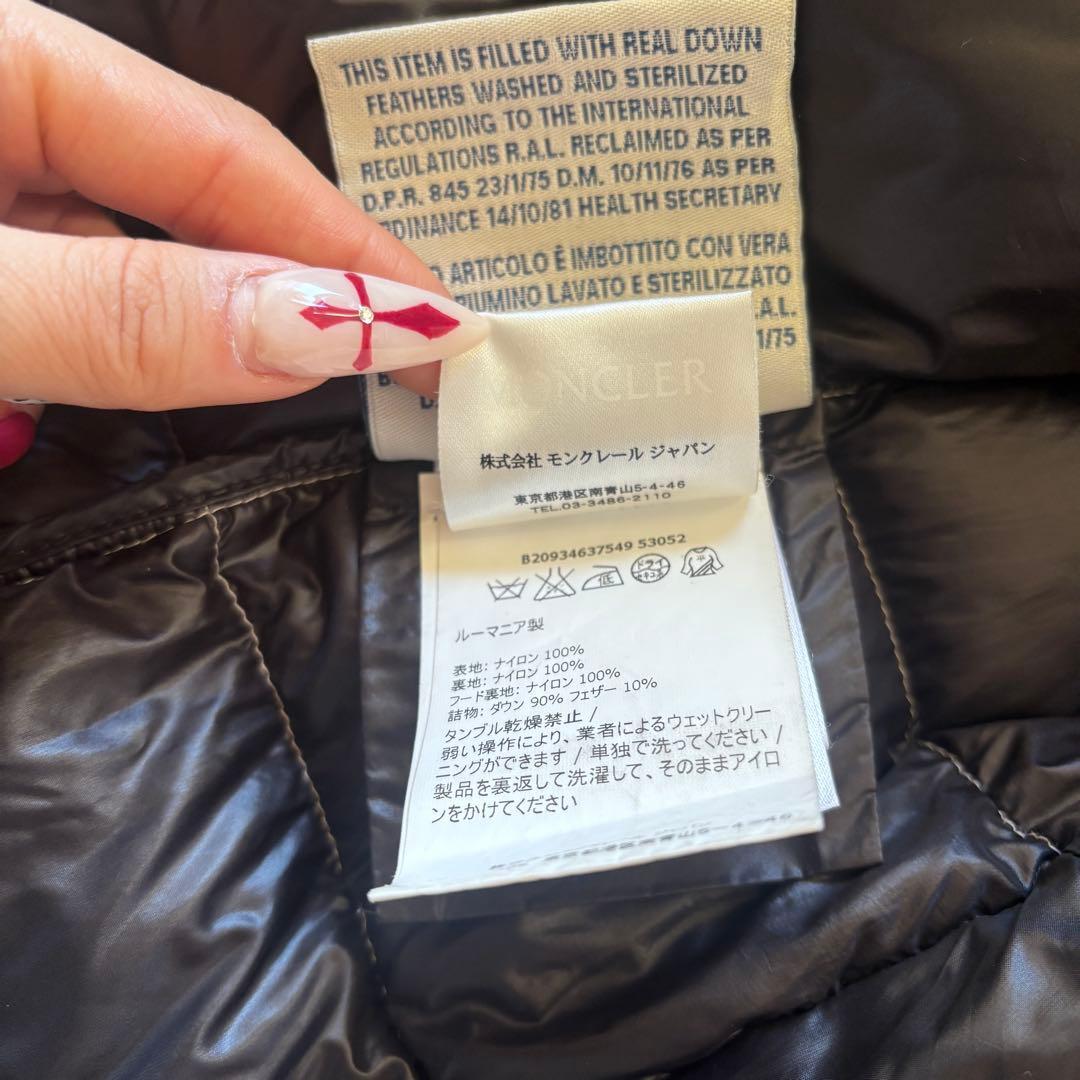 THIS ITEM IS FILLED WITH REAL DOWN
FEATHERS WASHED AND STERILIZED
ACCORDING TO THE INTERNATIONAL
REGULATIONS R.A.L. RECLAIMED AS PER
D.P.R. 845 23/1/75 D.M. 10/11/76 AS PER
14/10/81 HEALTH SECRETARY
ARTICOLO È IMBOTTITO CON VERA
LAVATO E STERILIZZATO
.A.L.
1/75
MONCLER
株式会社 モンクレール ジャパン
東京都港区南青山5-4-46
TEL.03-3486-2110
B20934637549 53052
低 ドライ セキユ系
ルーマニア製
表地: ナイロン 100%
裏地: ナイロン 100%
フード裏地: ナイロン 100%
詰物: ダウン 90% フェザー 10%
タンブル乾燥禁止 /
弱い操作により、業者によるウェットクリー
ニングができます / 単独で洗ってください /
製品を裏返して洗濯して、そのままアイロ
ンをかけてください